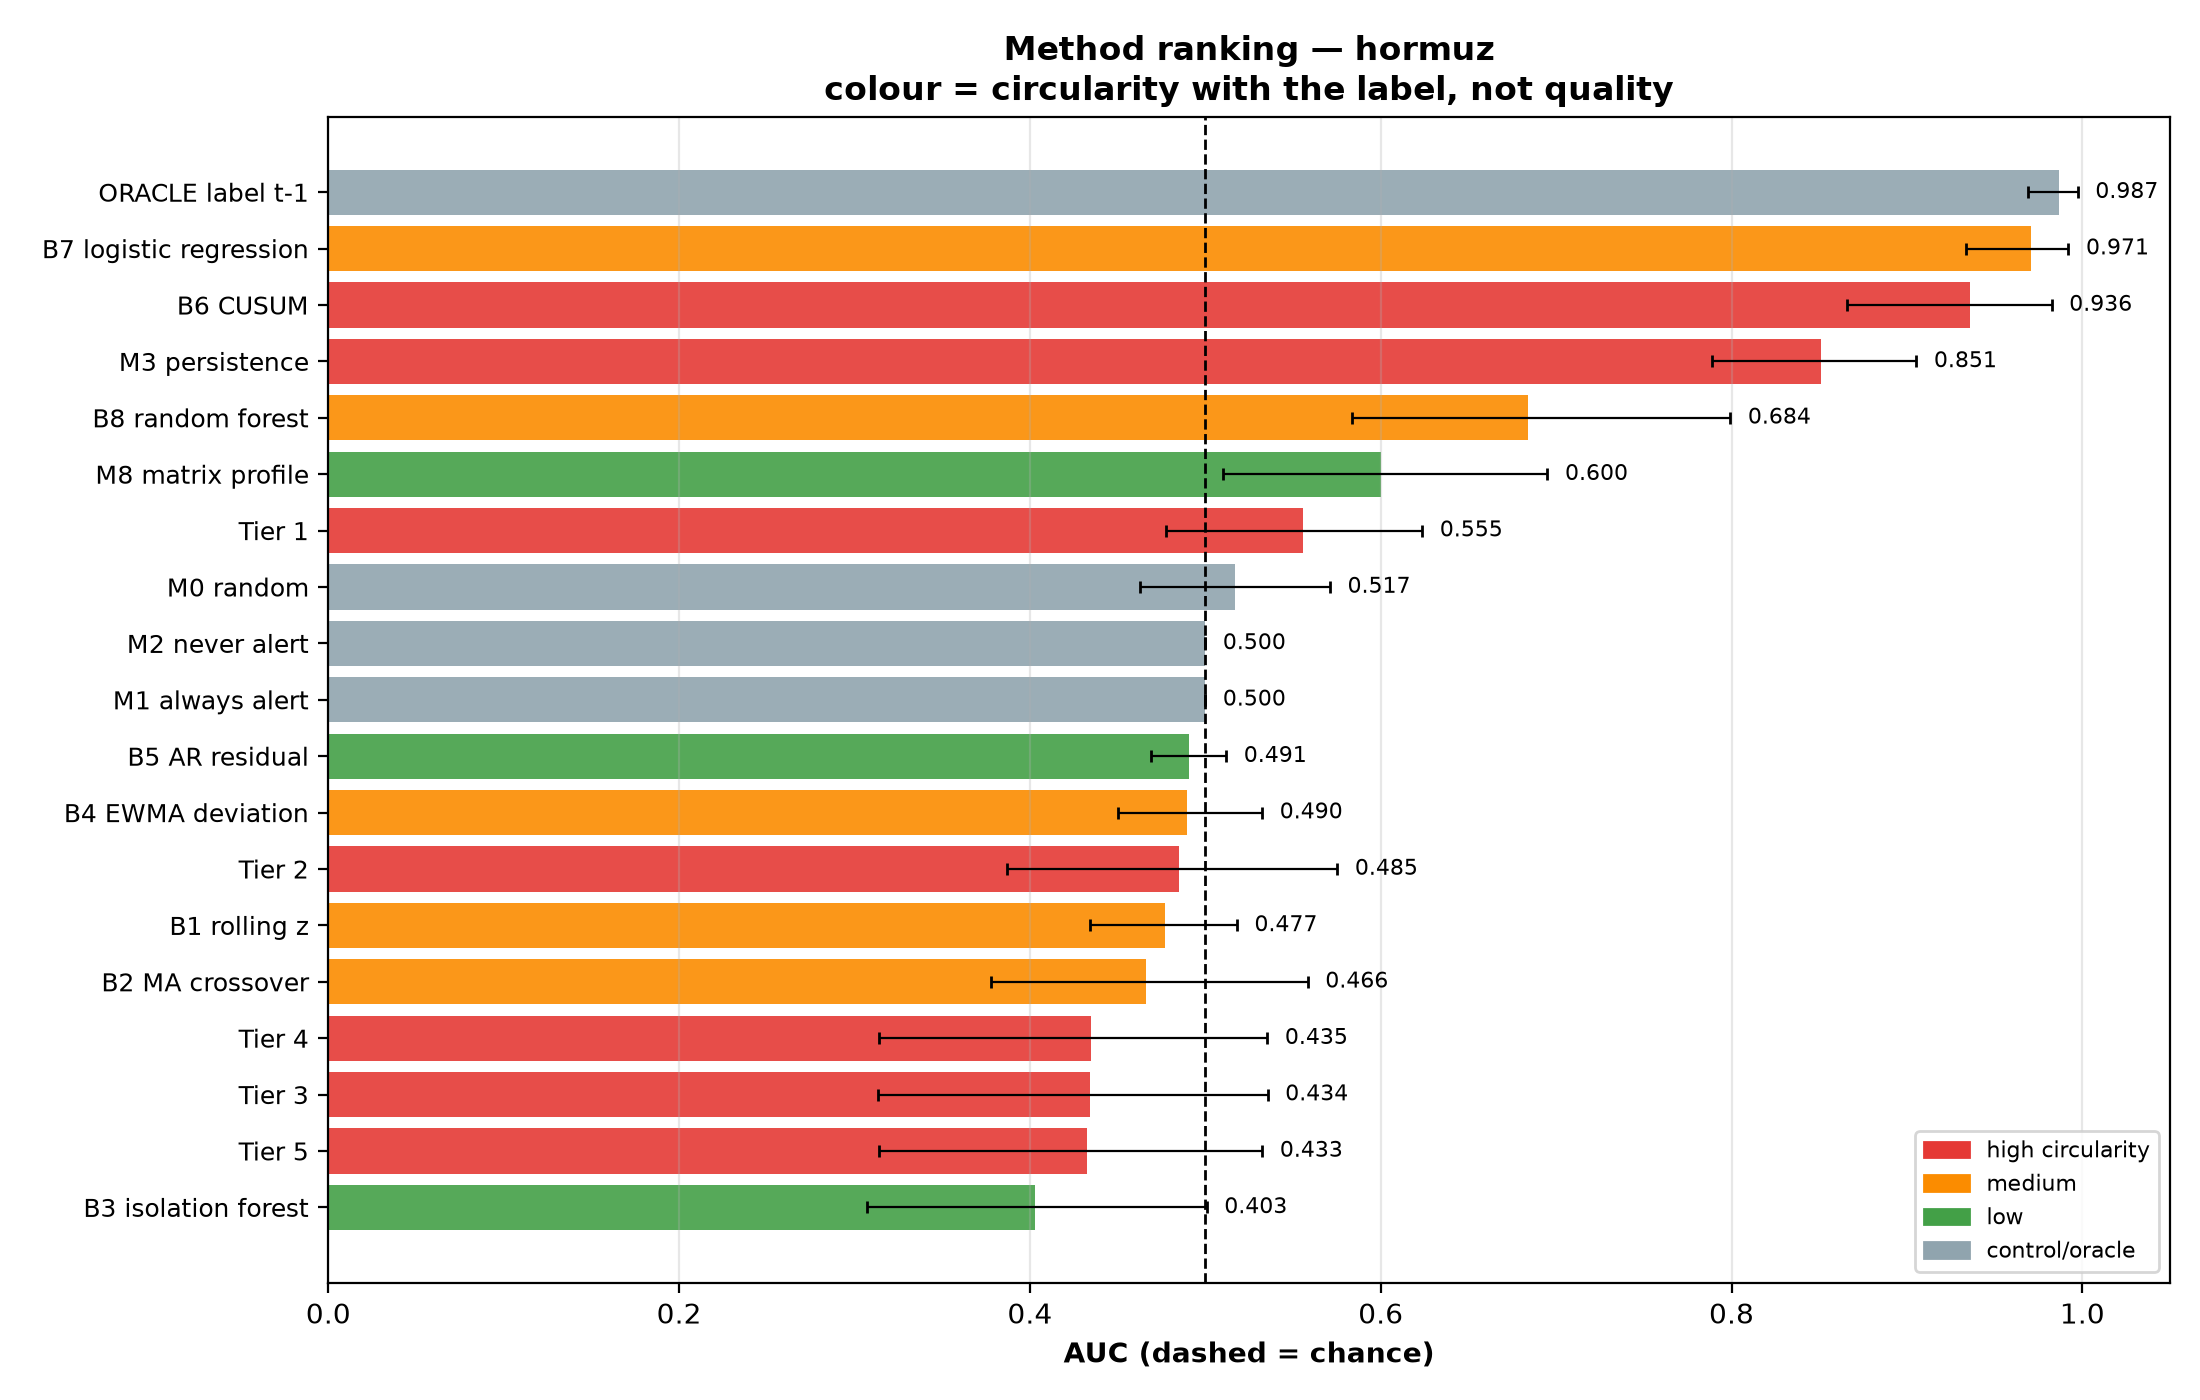 Method ranking — hormuz
colour = circularity with the label, not quality
ORACLE label t-1 0.987
B7 logistic regression 0.971
B6 CUSUM 0.936
M3 persistence 0.851
B8 random forest 0.684
M8 matrix profile 0.600
Tier 1 0.555
M0 random 0.517
M2 never alert 0.500
M1 always alert 0.500
B5 AR residual 0.491
B4 EWMA deviation 0.490
Tier 2 0.485
B1 rolling z 0.477
B2 MA crossover 0.466
Tier 4 0.435
Tier 3 0.434
Tier 5 0.433
B3 isolation forest 0.403
high circularity
medium
low
control/oracle
0.0 0.2 0.4 0.6 0.8 1.0
AUC (dashed = chance)